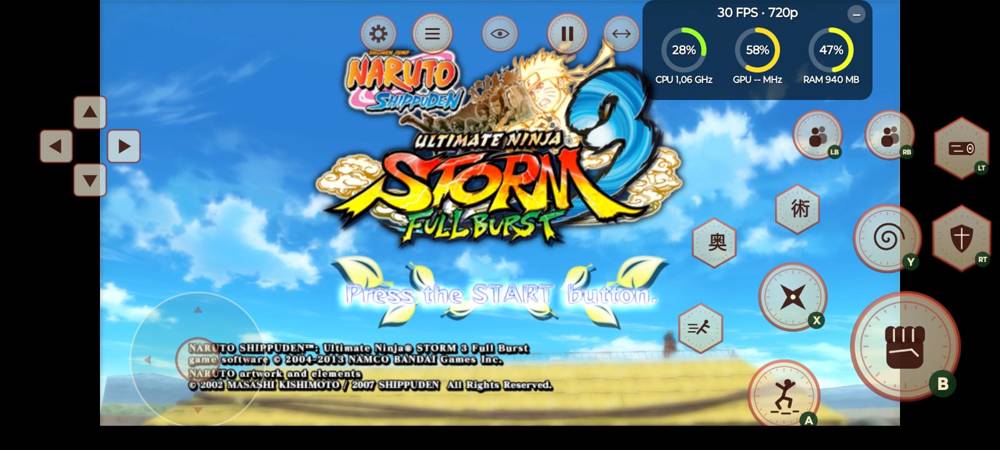 30 FPS · 720p
28%
58%
47%
CPU 1,06 GHz
GPU -- MHz
RAM 940 MB
SHONEN JUMP
NARUTO
SHIPPUDEN
ULTIMATE NINJA
STORM 3
FULL BURST
LB
RB
LT
術
奥
Y
RT
X
B
A
Press the START button.
NARUTO SHIPPUDEN™: Ultimate Ninja® STORM 3 Full Burst
game software © 2004-2013 NAMCO BANDAI Games Inc.
NARUTO artwork and elements
© 2002 MASASHI KISHIMOTO / 2007 SHIPPUDEN All Rights Reserved.